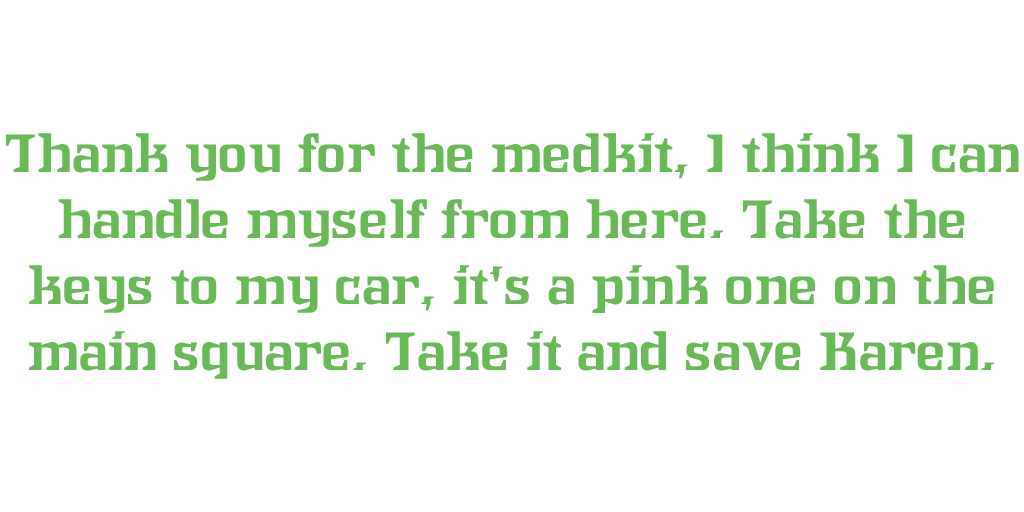 Thank you for the medkit, I think I can
handle myself from here. Take the
keys to my car, it's a pink one on the
main square. Take it and save Karen.